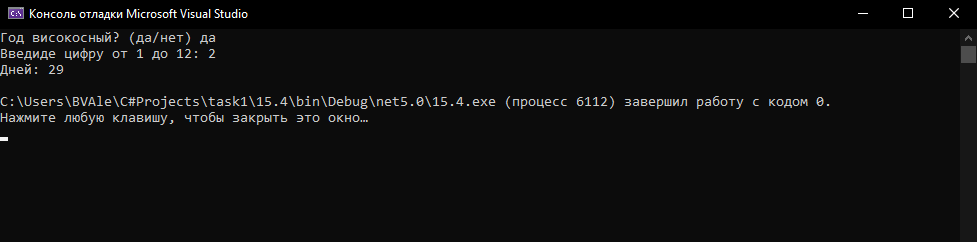 Консоль отладки Microsoft Visual Studio
Год високосный? (да/нет) да
Введиде цифру от 1 до 12: 2
Дней: 29
C:\Users\BVAle\C#Projects\task1\15.4\bin\Debug\net5.0\15.4.exe (процесс 6112) завершил работу с кодом 0.
Нажмите любую клавишу, чтобы закрыть это окно…